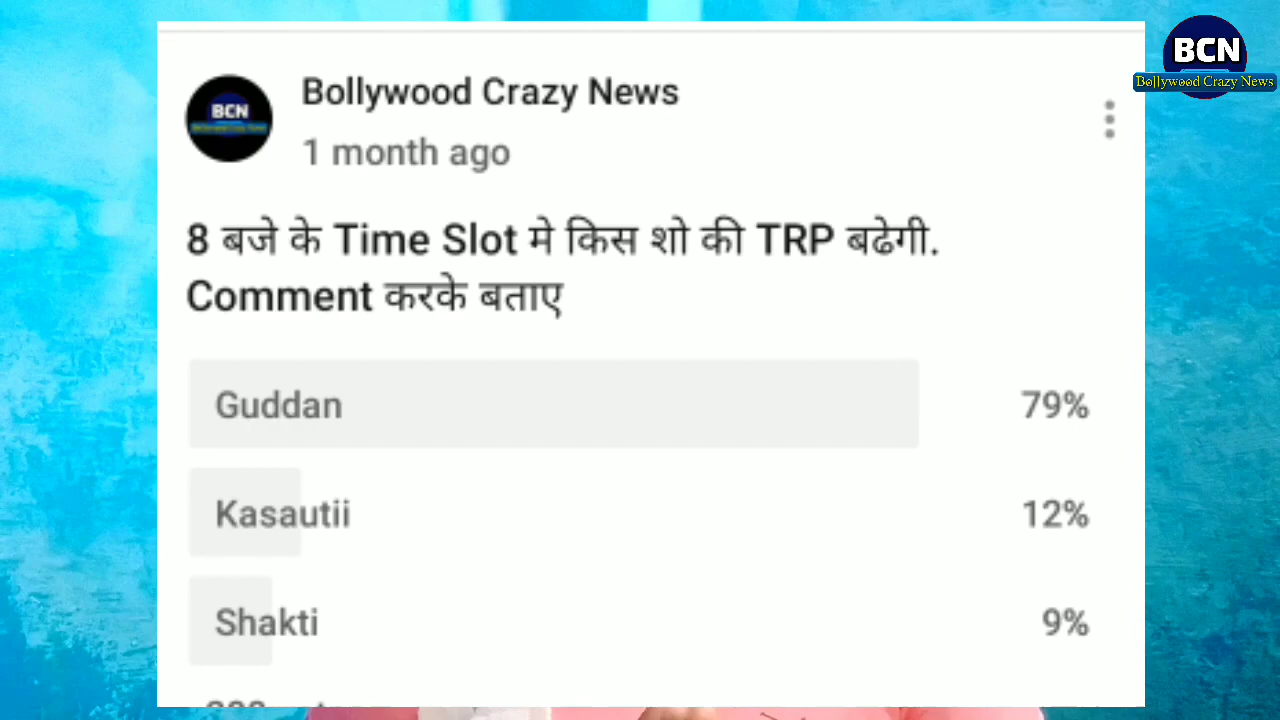 BCN
Bollywood Crazy News
BCN
Bollywood Crazy News
1 month ago
8 बजे के Time Slot मे किस शो की TRP बढेगी.
Comment करके बताए
Guddan 79%
Kasautii 12%
Shakti 9%